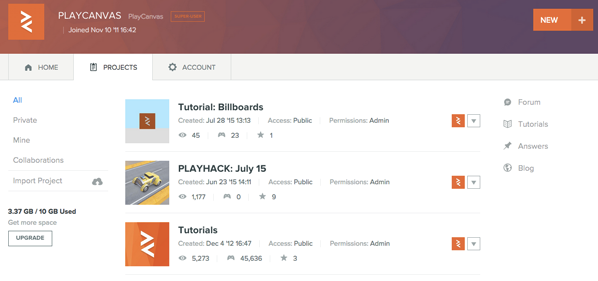 PLAYCANVAS PlayCanvas
Joined Nov 10 '11 16:42
NEW +
HOME PROJECTS ACCOUNT
All
Private
Mine
Collaborations
Import Project
3.37 GB / 10 GB Used
Get more space
UPGRADE
Tutorial: Billboards
Created: Jul 28 '15 13:13 Access: Public Permissions: Admin
45 23 1
PLAYHACK: July 15
Created: Jun 23 '15 14:11 Access: Public Permissions: Admin
1,177 0 9
Tutorials
Created: Dec 4 '12 16:47 Access: Public Permissions: Admin
5,273 45,636 3
Forum
Tutorials
Answers
Blog